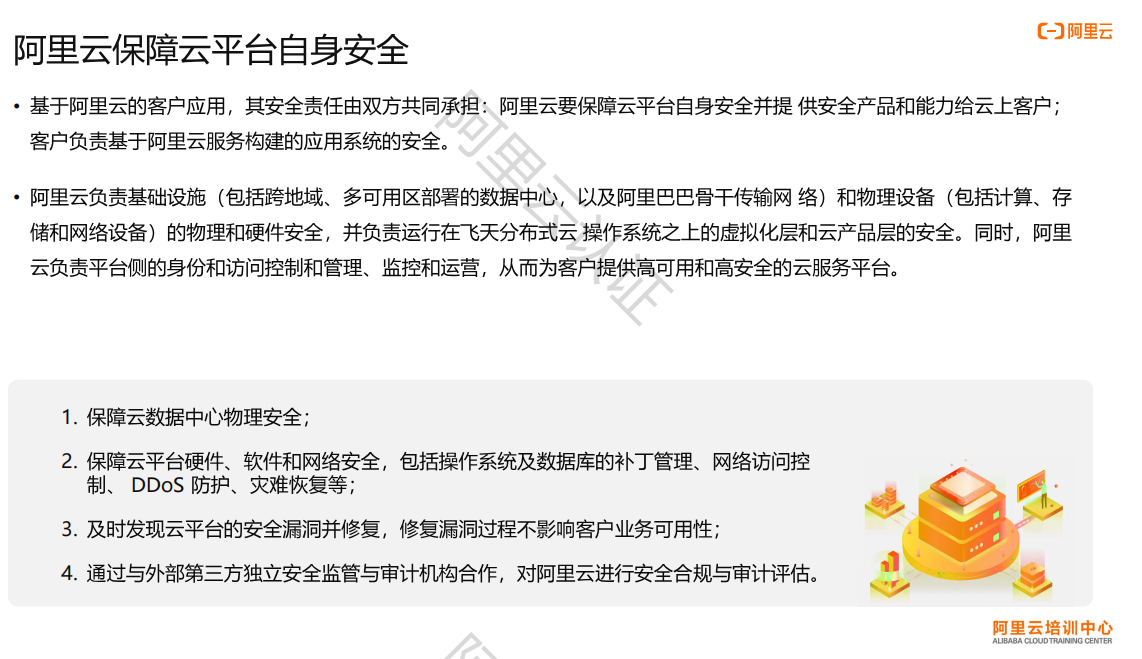 阿里云
阿里云保障云平台自身安全
• 基于阿里云的客户应用，其安全责任由双方共同承担：阿里云要保障云平台自身安全并提 供安全产品和能力给云上客户；
客户负责基于阿里云服务构建的应用系统的安全。
• 阿里云负责基础设施（包括跨地域、多可用区部署的数据中心，以及阿里巴巴骨干传输网 络）和物理设备（包括计算、存
储和网络设备）的物理和硬件安全，并负责运行在飞天分布式云 操作系统之上的虚拟化层和云产品层的安全。同时，阿里
云负责平台侧的身份和访问控制和管理、监控和运营，从而为客户提供高可用和高安全的云服务平台。
阿里云认证
1. 保障云数据中心物理安全；
2. 保障云平台硬件、软件和网络安全，包括操作系统及数据库的补丁管理、网络访问控
制、 DDoS 防护、灾难恢复等；
3. 及时发现云平台的安全漏洞并修复，修复漏洞过程不影响客户业务可用性；
4. 通过与外部第三方独立安全监管与审计机构合作，对阿里云进行安全合规与审计评估。
阿里云培训中心
ALIBABA CLOUD TRAINING CENTER
阿